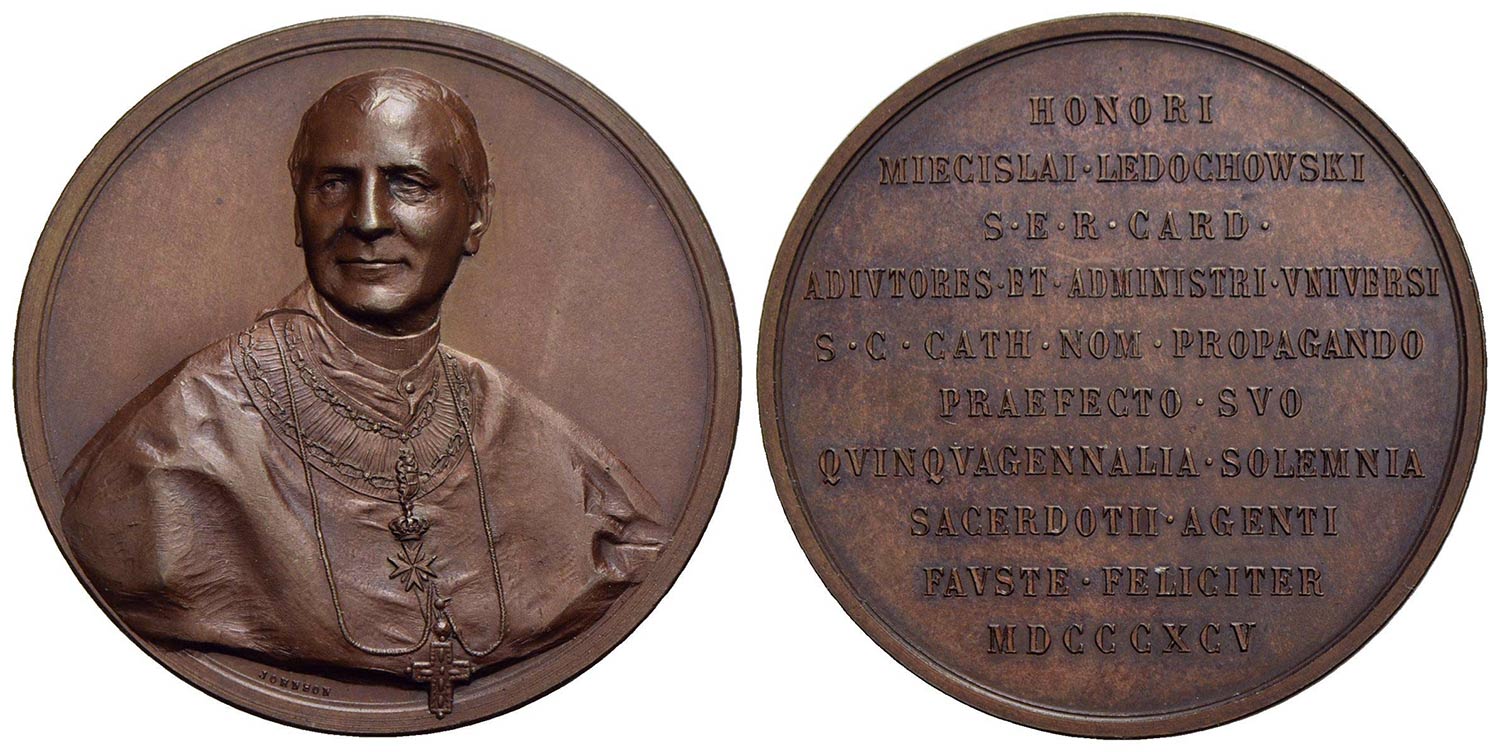 JOHNSON
HONORI
MIECISLAI · LEDOCHOWSKI
S · E · R · CARD ·
ADIVTORES · ET · ADMINISTRI · VNIVERSI
S · C · CATH · NOM · PROPAGANDO
PRAEFECTO · SVO
QVINQVAGENNALIA · SOLEMNIA
SACERDOTII · AGENTI
FAVSTE · FELICITER
MDCCCXCV